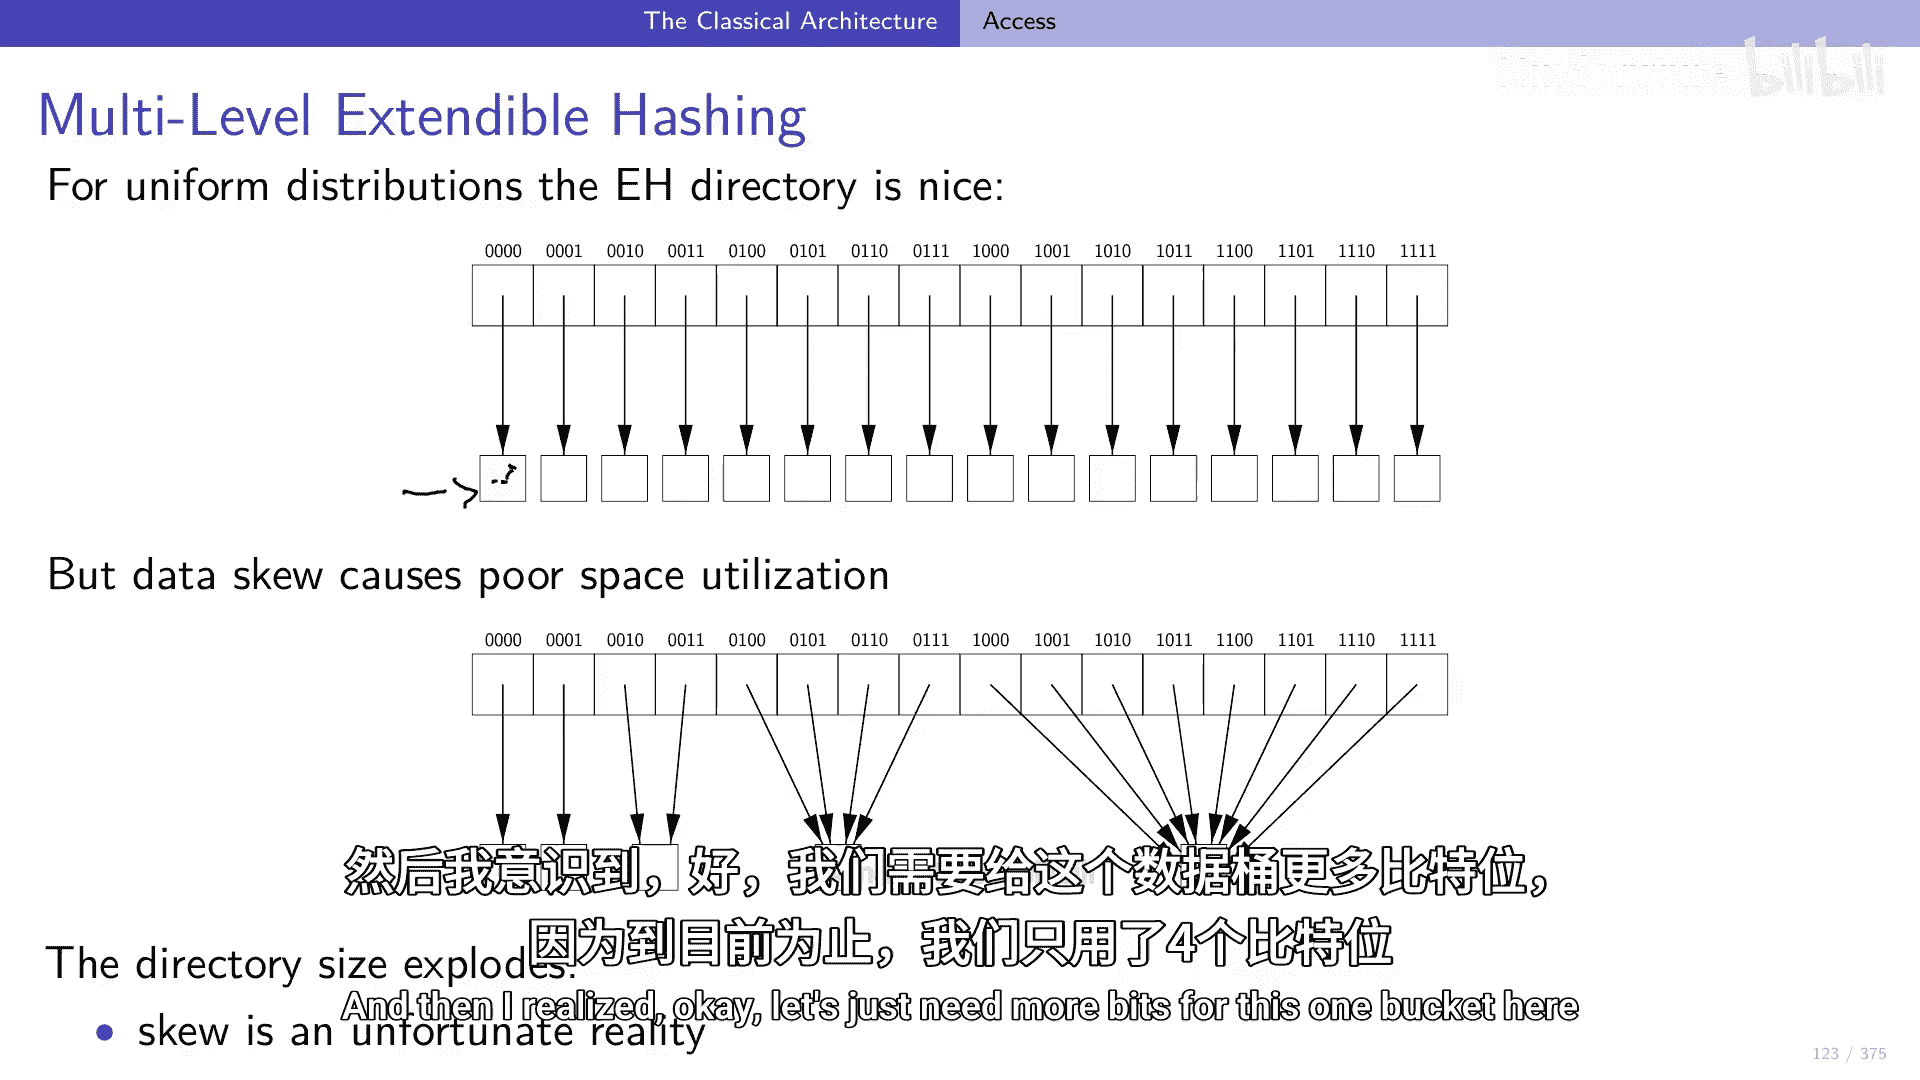 The Classical Architecture Access
bilibili
Multi-Level Extendible Hashing
For uniform distributions the EH directory is nice:
0000 0001 0010 0011 0100 0101 0110 0111 1000 1001 1010 1011 1100 1101 1110 1111
But data skew causes poor space utilization
0000 0001 0010 0011 0100 0101 0110 0111 1000 1001 1010 1011 1100 1101 1110 1111
然后我意识到，好，我们需要给这个数据桶更多比特位，
因为到目前为止，我们只用了4个比特位
The directory size explodes.
And then I realized, okay, let's just need more bits for this one bucket here
skew is an unfortunate reality
123 / 375